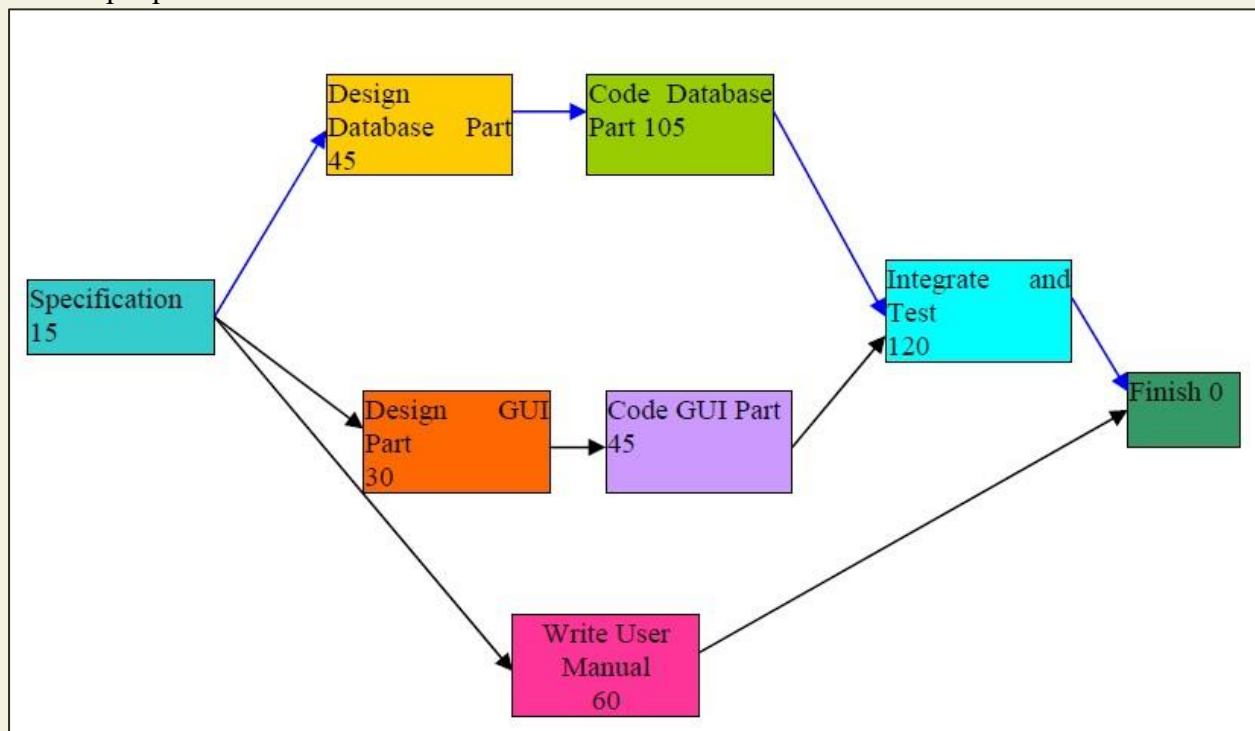 Design
Database Part
45
Code Database
Part 105
Specification
15
Integrate and
Test
120
Finish 0
Design GUI
Part
30
Code GUI Part
45
Write User
Manual
60